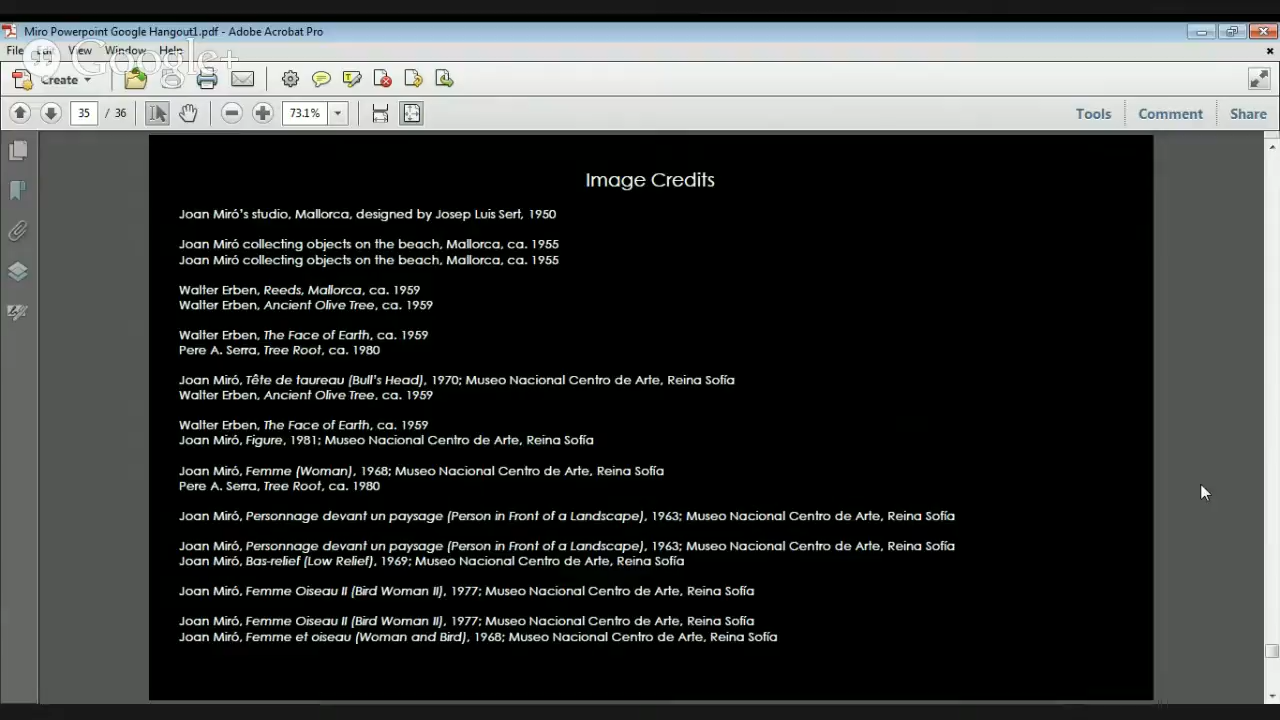 Miro Powerpoint Google Hangout1.pdf - Adobe Acrobat Pro
File Edit View Window Help
Google+
Create
35 / 36 73.1% Tools Comment Share
Image Credits
Joan Miró's studio, Mallorca, designed by Josep Luis Sert, 1950
Joan Miró collecting objects on the beach, Mallorca, ca. 1955
Joan Miró collecting objects on the beach, Mallorca, ca. 1955
Walter Erben, Reeds, Mallorca, ca. 1959
Walter Erben, Ancient Olive Tree, ca. 1959
Walter Erben, The Face of Earth, ca. 1959
Pere A. Serra, Tree Root, ca. 1980
Joan Miró, Tête de taureau (Bull's Head), 1970; Museo Nacional Centro de Arte, Reina Sofía
Walter Erben, Ancient Olive Tree, ca. 1959
Walter Erben, The Face of Earth, ca. 1959
Joan Miró, Figure, 1981; Museo Nacional Centro de Arte, Reina Sofía
Joan Miró, Femme (Woman), 1968; Museo Nacional Centro de Arte, Reina Sofía
Pere A. Serra, Tree Root, ca. 1980
Joan Miró, Personnage devant un paysage (Person in Front of a Landscape), 1963; Museo Nacional Centro de Arte, Reina Sofía
Joan Miró, Personnage devant un paysage (Person in Front of a Landscape), 1963; Museo Nacional Centro de Arte, Reina Sofía
Joan Miró, Bas-relief (Low Relief), 1969; Museo Nacional Centro de Arte, Reina Sofía
Joan Miró, Femme Oiseau II (Bird Woman II), 1977; Museo Nacional Centro de Arte, Reina Sofía
Joan Miró, Femme Oiseau II (Bird Woman II), 1977; Museo Nacional Centro de Arte, Reina Sofía
Joan Miró, Femme et oiseau (Woman and Bird), 1968; Museo Nacional Centro de Arte, Reina Sofía